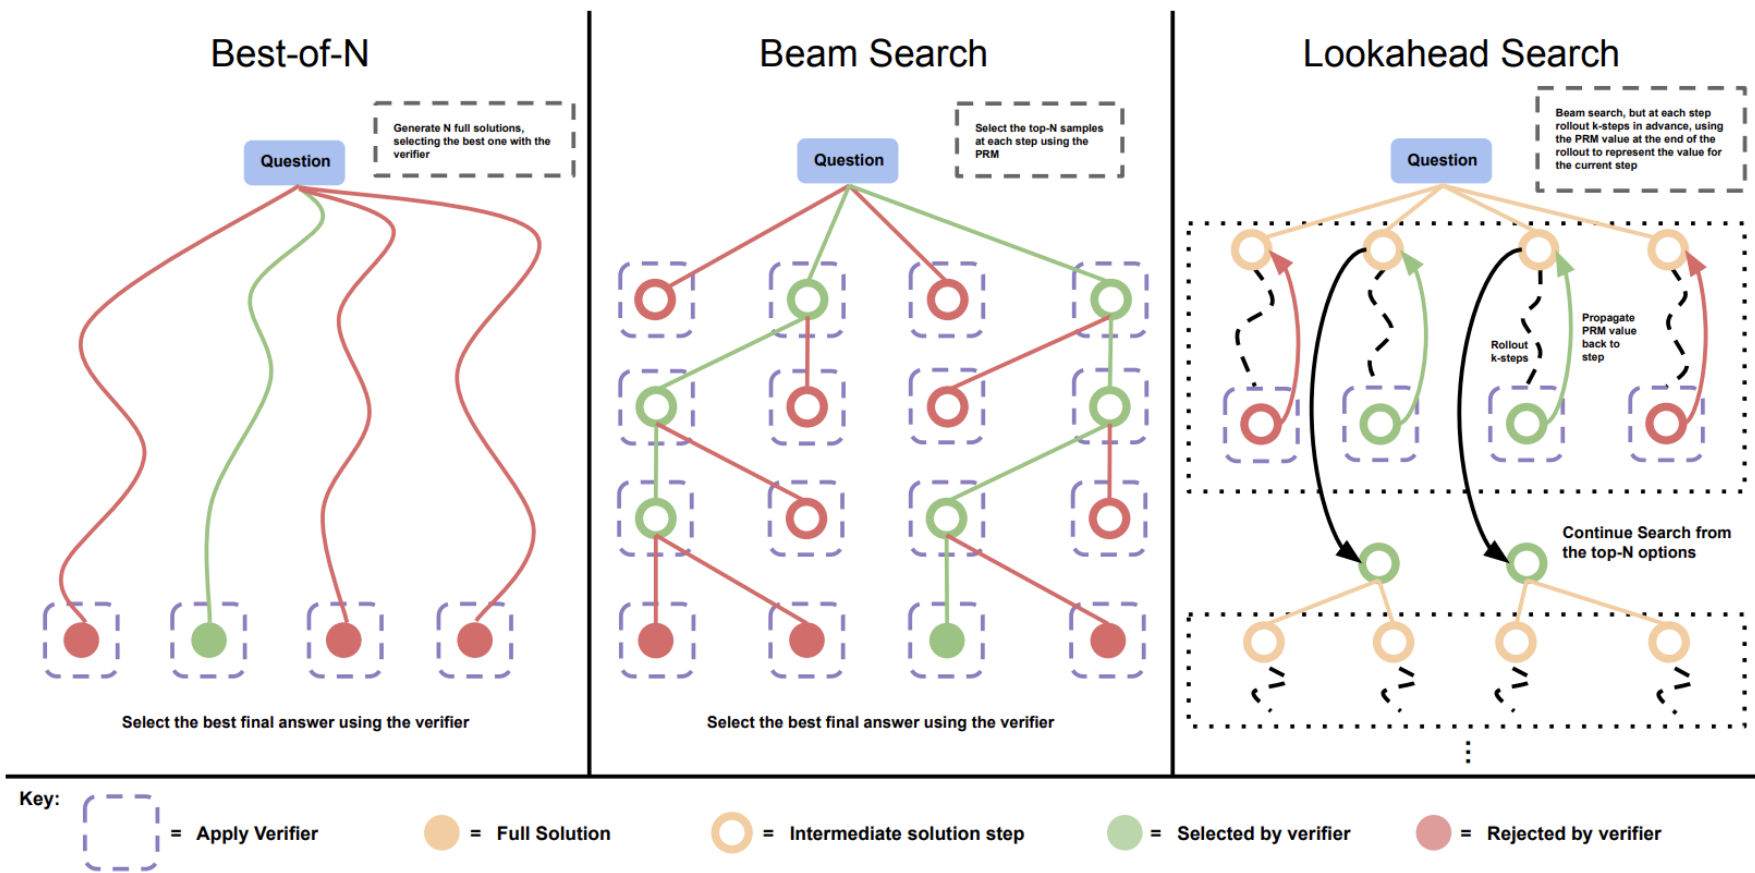 Best-of-N
Generate N full solutions,
selecting the best one with the
verifier
Question
Select the best final answer using the verifier
Beam Search
Select the top-N samples
at each step using the
PRM
Question
Select the best final answer using the verifier
Lookahead Search
Beam search, but at each step
rollout k-steps in advance, using
the PRM value at the end of the
rollout to represent the value for
the current step
Question
Rollout
k-steps
Propagate
PRM value
back to
step
Continue Search from
the top-N options
Key:
= Apply Verifier
= Full Solution
= Intermediate solution step
= Selected by verifier
= Rejected by verifier